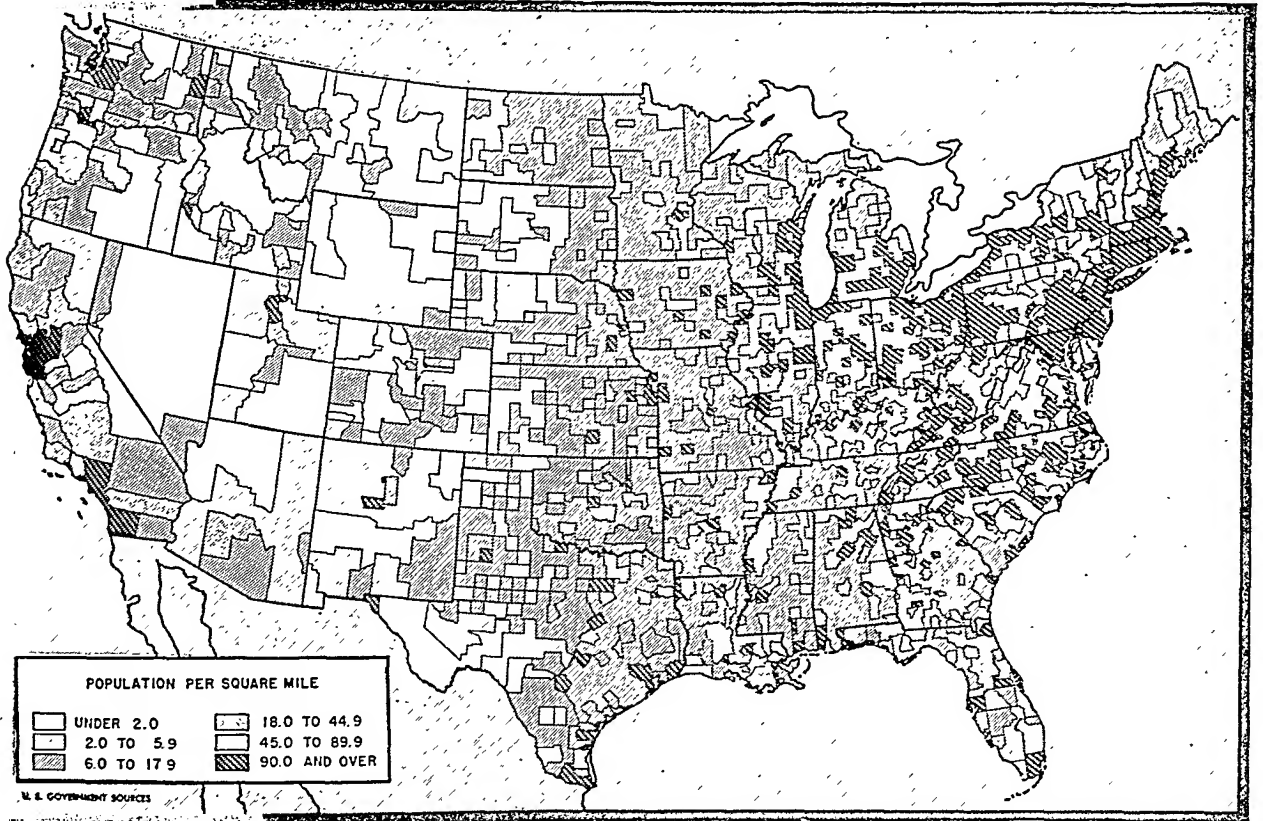 POPULATION PER SQUARE MILE
UNDER 2.0
2.0 TO 5.9
6.0 TO 17 9
18.0 TO 44.9
45.0 TO 89.9
90.0 AND OVER
U. S. GOVERNMENT SOURCES